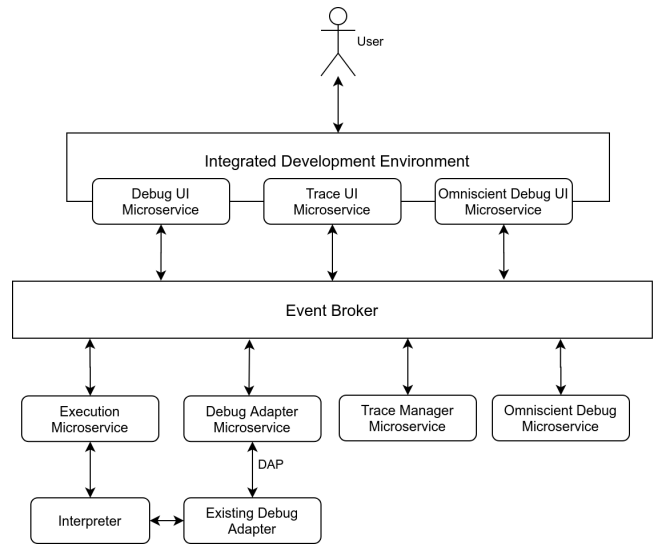 User
Integrated Development Environment
Debug UI
Microservice
Trace UI
Microservice
Omniscient Debug UI
Microservice
Event Broker
Execution
Microservice
Debug Adapter
Microservice
Trace Manager
Microservice
Omniscient Debug
Microservice
DAP
Interpreter
Existing Debug
Adapter